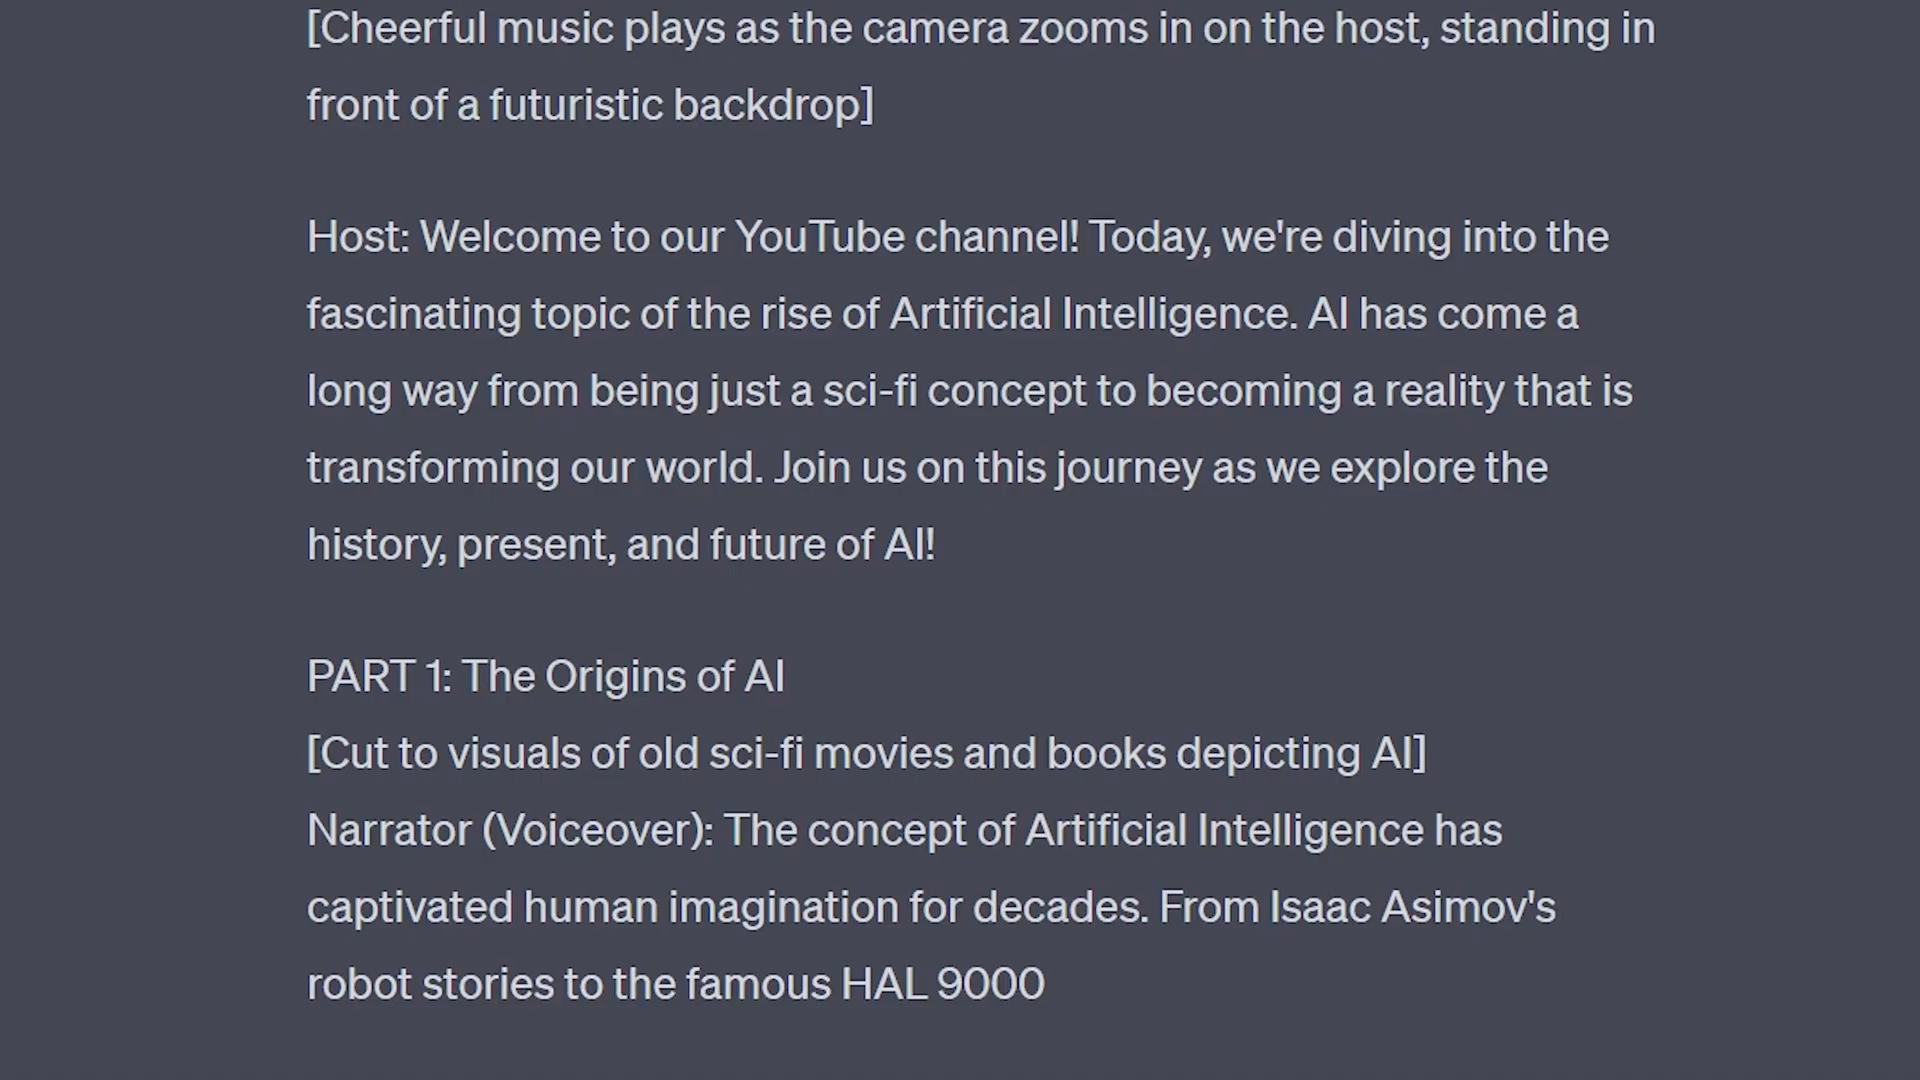 [Cheerful music plays as the camera zooms in on the host, standing in
front of a futuristic backdrop]
Host: Welcome to our YouTube channel! Today, we're diving into the
fascinating topic of the rise of Artificial Intelligence. AI has come a
long way from being just a sci-fi concept to becoming a reality that is
transforming our world. Join us on this journey as we explore the
history, present, and future of AI!
PART 1: The Origins of AI
[Cut to visuals of old sci-fi movies and books depicting AI]
Narrator (Voiceover): The concept of Artificial Intelligence has
captivated human imagination for decades. From Isaac Asimov's
robot stories to the famous HAL 9000